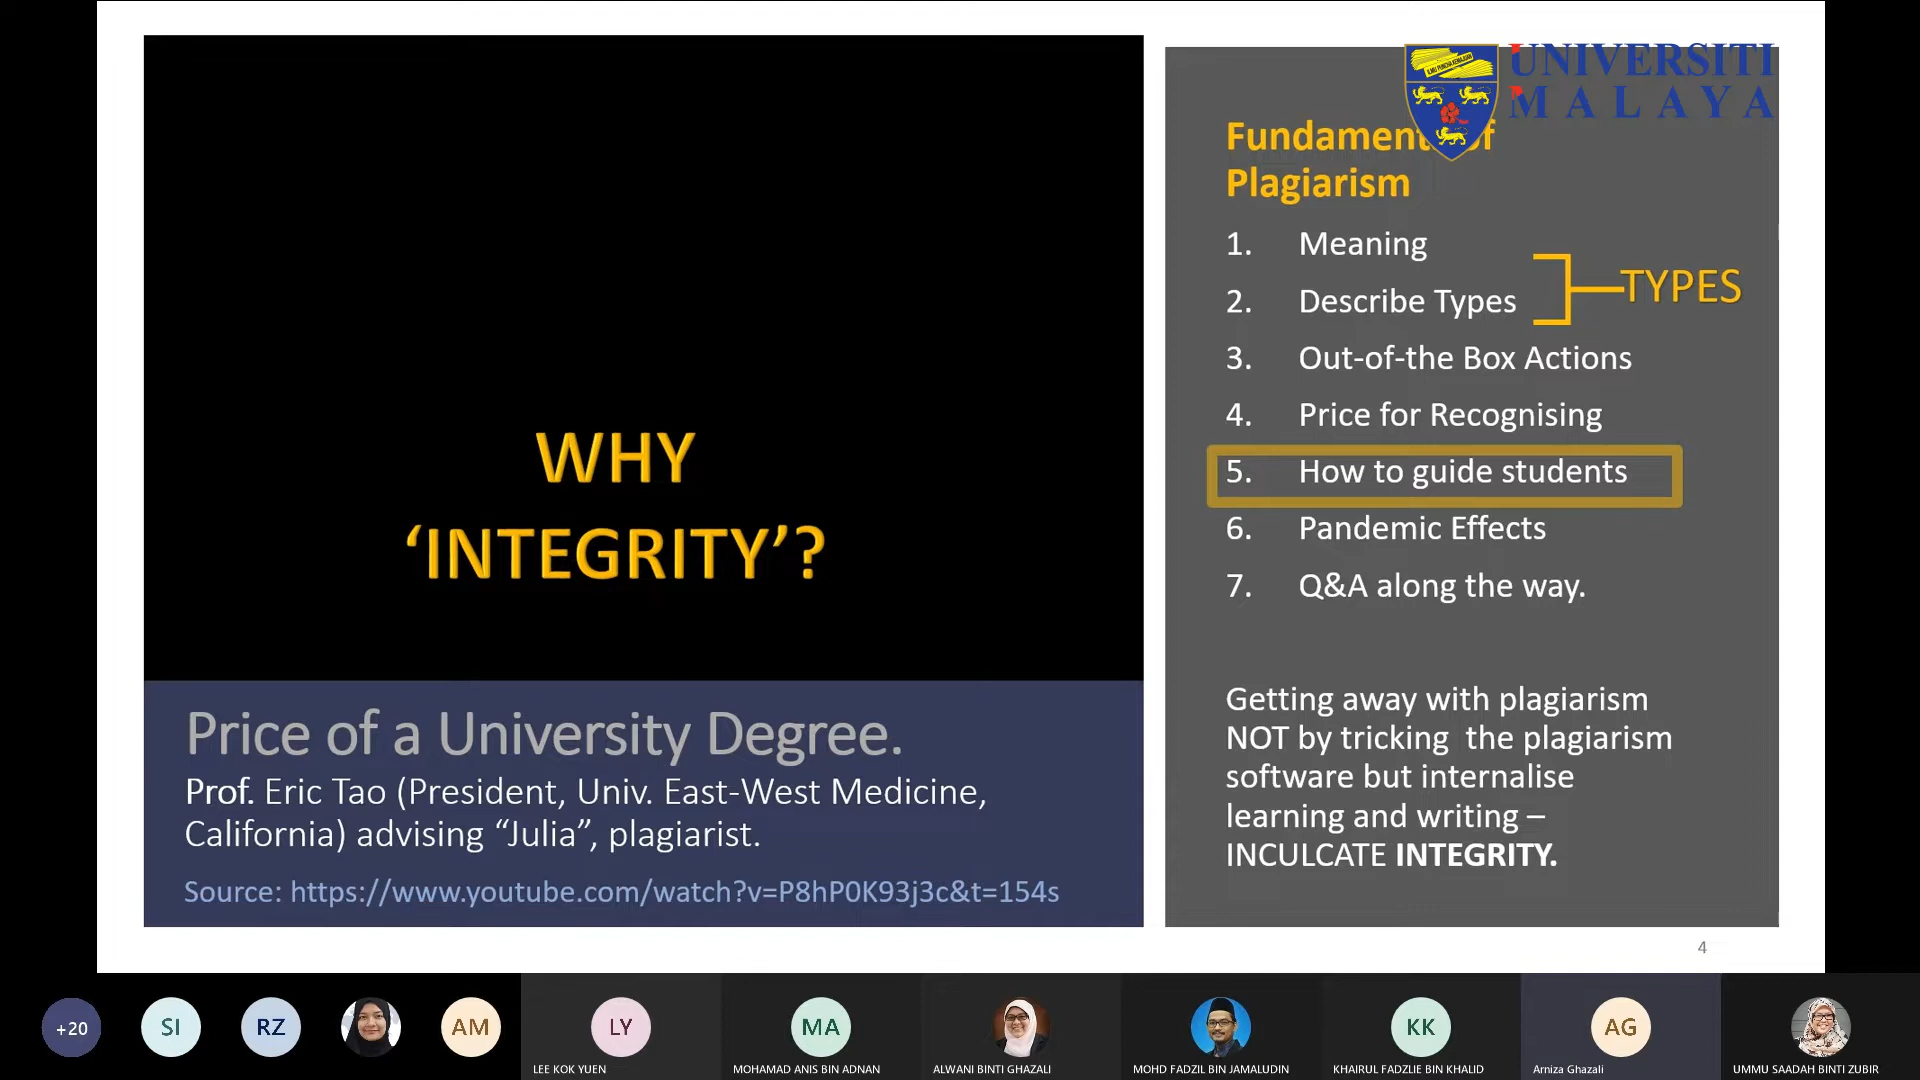 WHY
‘INTEGRITY’?
Price of a University Degree.
Prof. Eric Tao (President, Univ. East-West Medicine,
California) advising “Julia”, plagiarist.
Source: https://www.youtube.com/watch?v=P8hP0K93j3c&t=154s
UNIVERSITI
MALAYA
of
Plagiarism
1. Meaning
2. Describe Types
TYPES
3. Out-of-the Box Actions
4. Price for Recognising
5. How to guide students
6. Pandemic Effects
7. Q&A along the way.
Getting away with plagiarism
NOT by tricking the plagiarism
software but internalise
learning and writing –
INCULCATE INTEGRITY.
4
+20
SI
RZ
AM
LY
LEE KOK YUEN
MA
MOHAMAD ANIS BIN ADNAN
ALWANI BINTI GHAZALI
MOHD FADZIL BIN JAMALUDIN
KK
KHAIRUL FADZLIE BIN KHALID
AG
Arniza Ghazali
UMMU SAADAH BINTI ZUBIR